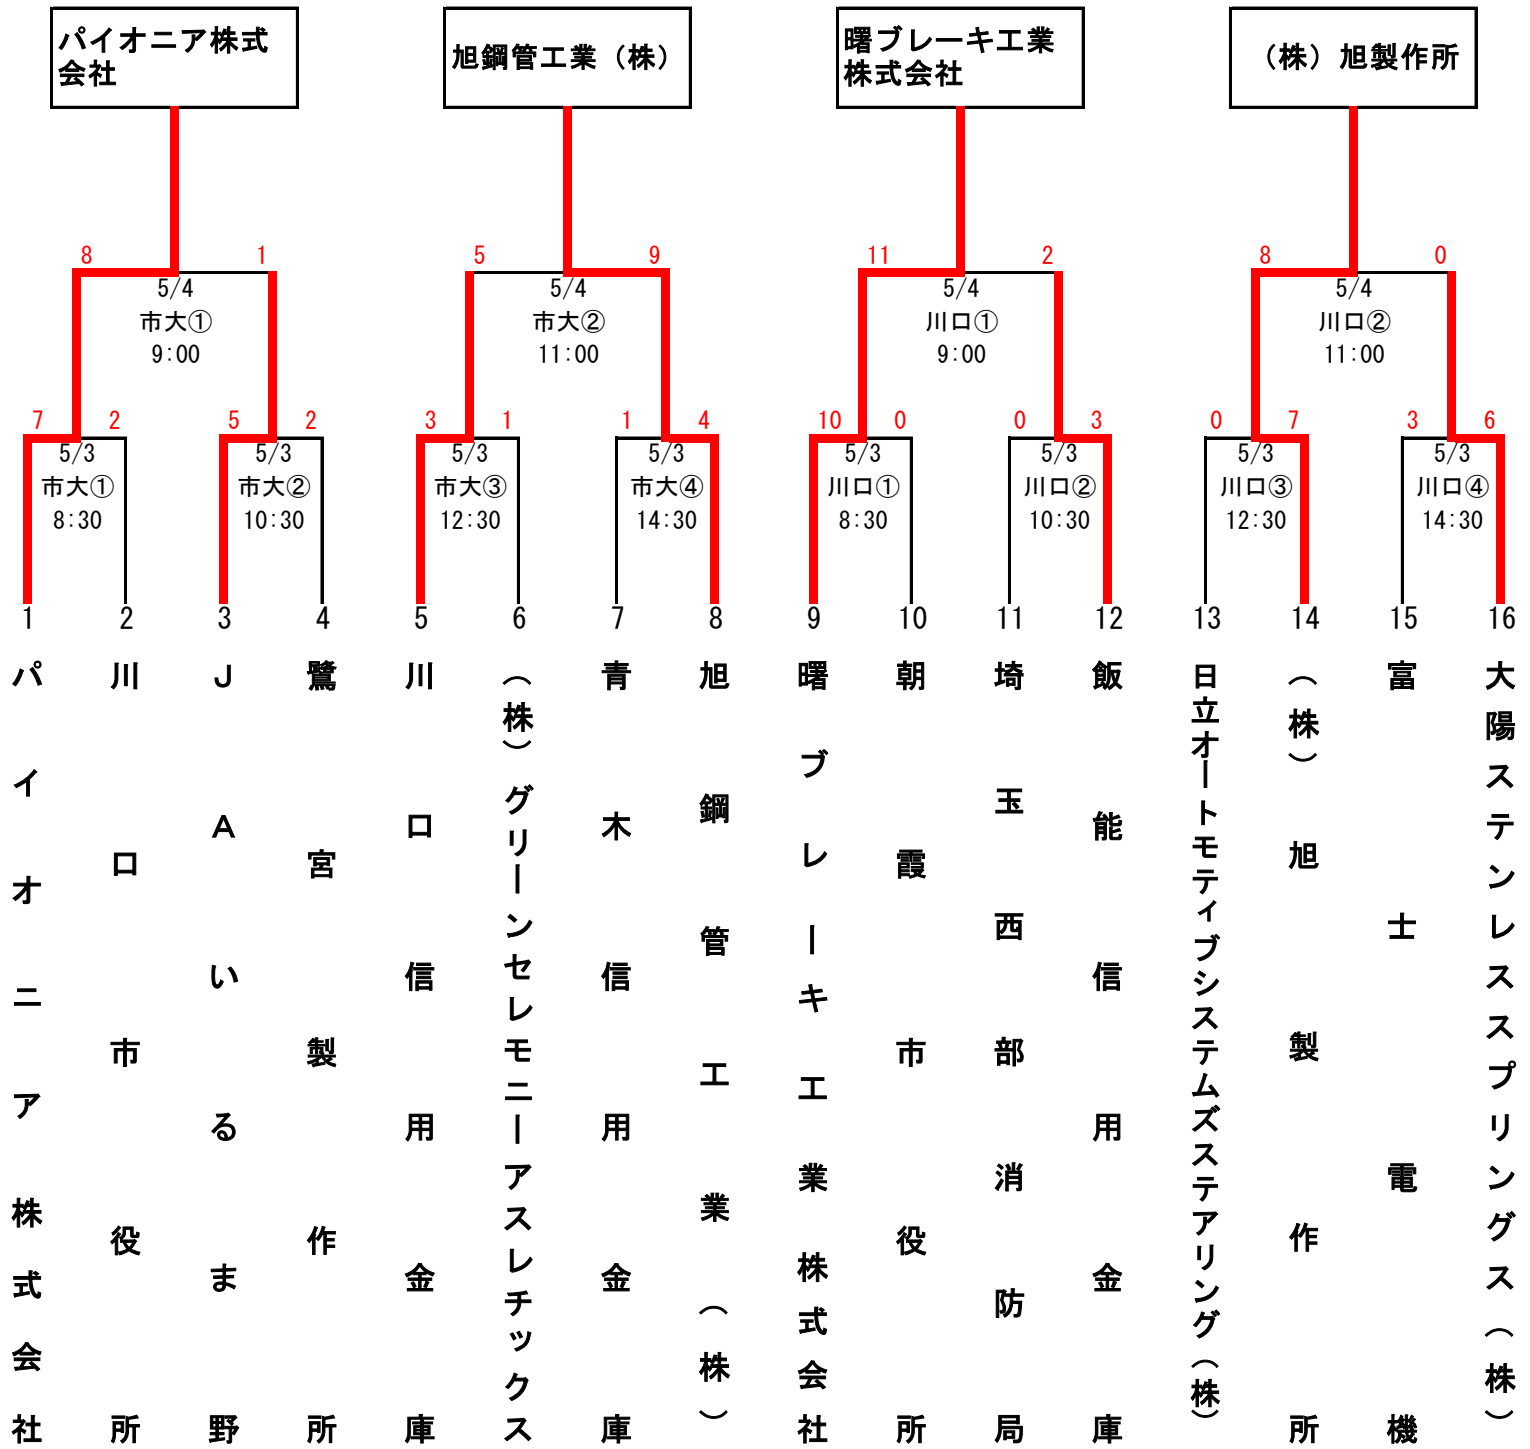 パイオニア株式
会社
旭鋼管工業（株）
曙ブレーキ工業
株式会社
（株）旭製作所
8 1 5 9 11 2 8 0
5/4 5/4 5/4 5/4
市大① 市大② 川口① 川口②
9:00 11:00 9:00 11:00
7 2 5 2 3 1 1 4 10 0 0 3 0 7 3 6
5/3 5/3 5/3 5/3 5/3 5/3 5/3 5/3
市大① 市大② 市大③ 市大④ 川口① 川口② 川口③ 川口④
8:30 10:30 12:30 14:30 8:30 10:30 12:30 14:30
1 2 3 4 5 6 7 8 9 10 11 12 13 14 15 16
パイオニア株式会社
川口市役所
ＪＡいるま野
鷺宮製作所
川口信用金庫
（株）グリーンセレモニーアスレチックス
青木信用金庫
旭鋼管工業（株）
曙ブレーキ工業株式会社
朝霞市役所
埼玉西部消防局
飯能信用金庫
日立オートモティブシステムズステアリング（株）
（株）旭製作所
富士電機
大陽ステンレススプリングス（株）